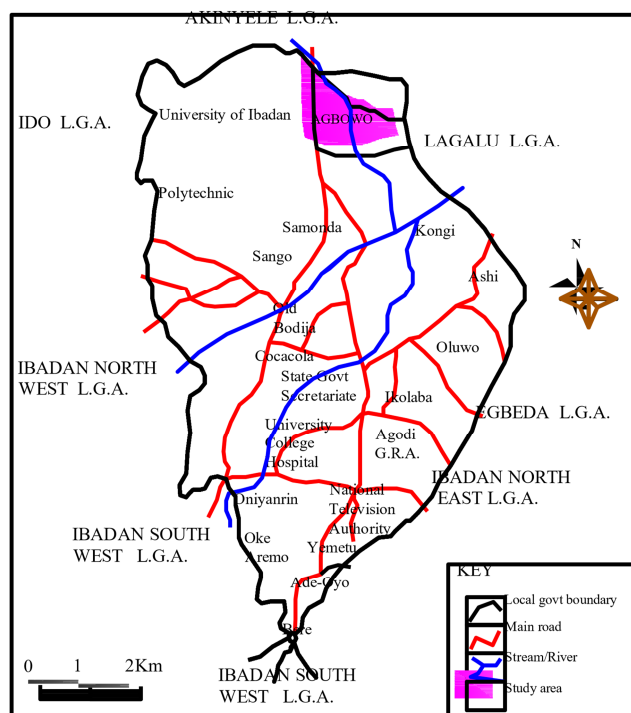 AKINYELE L.G.A.
University of Ibadan
AGBOWO
IDO L.G.A.
LAGALU L.G.A.
Polytechnic
Samonda
Kongi
Sango
N
Ashi
Old
Bodija
Oluwo
Cocacola
IBADAN NORTH
WEST L.G.A.
State Govt
Secretariate
Ikolaba
EGBEDA L.G.A.
University
College
Hospital
Agodi
G.R.A.
IBADAN NORTH
EAST L.G.A.
Oniyanrin
National
Television
Authority
IBADAN SOUTH
WEST L.G.A.
Oke
Aremo
Yemetu
Ade-Oyo
Bere
IBADAN SOUTH
WEST L.G.A.
0 1 2Km
KEY
Local govt boundary
Main road
Stream/River
Study area